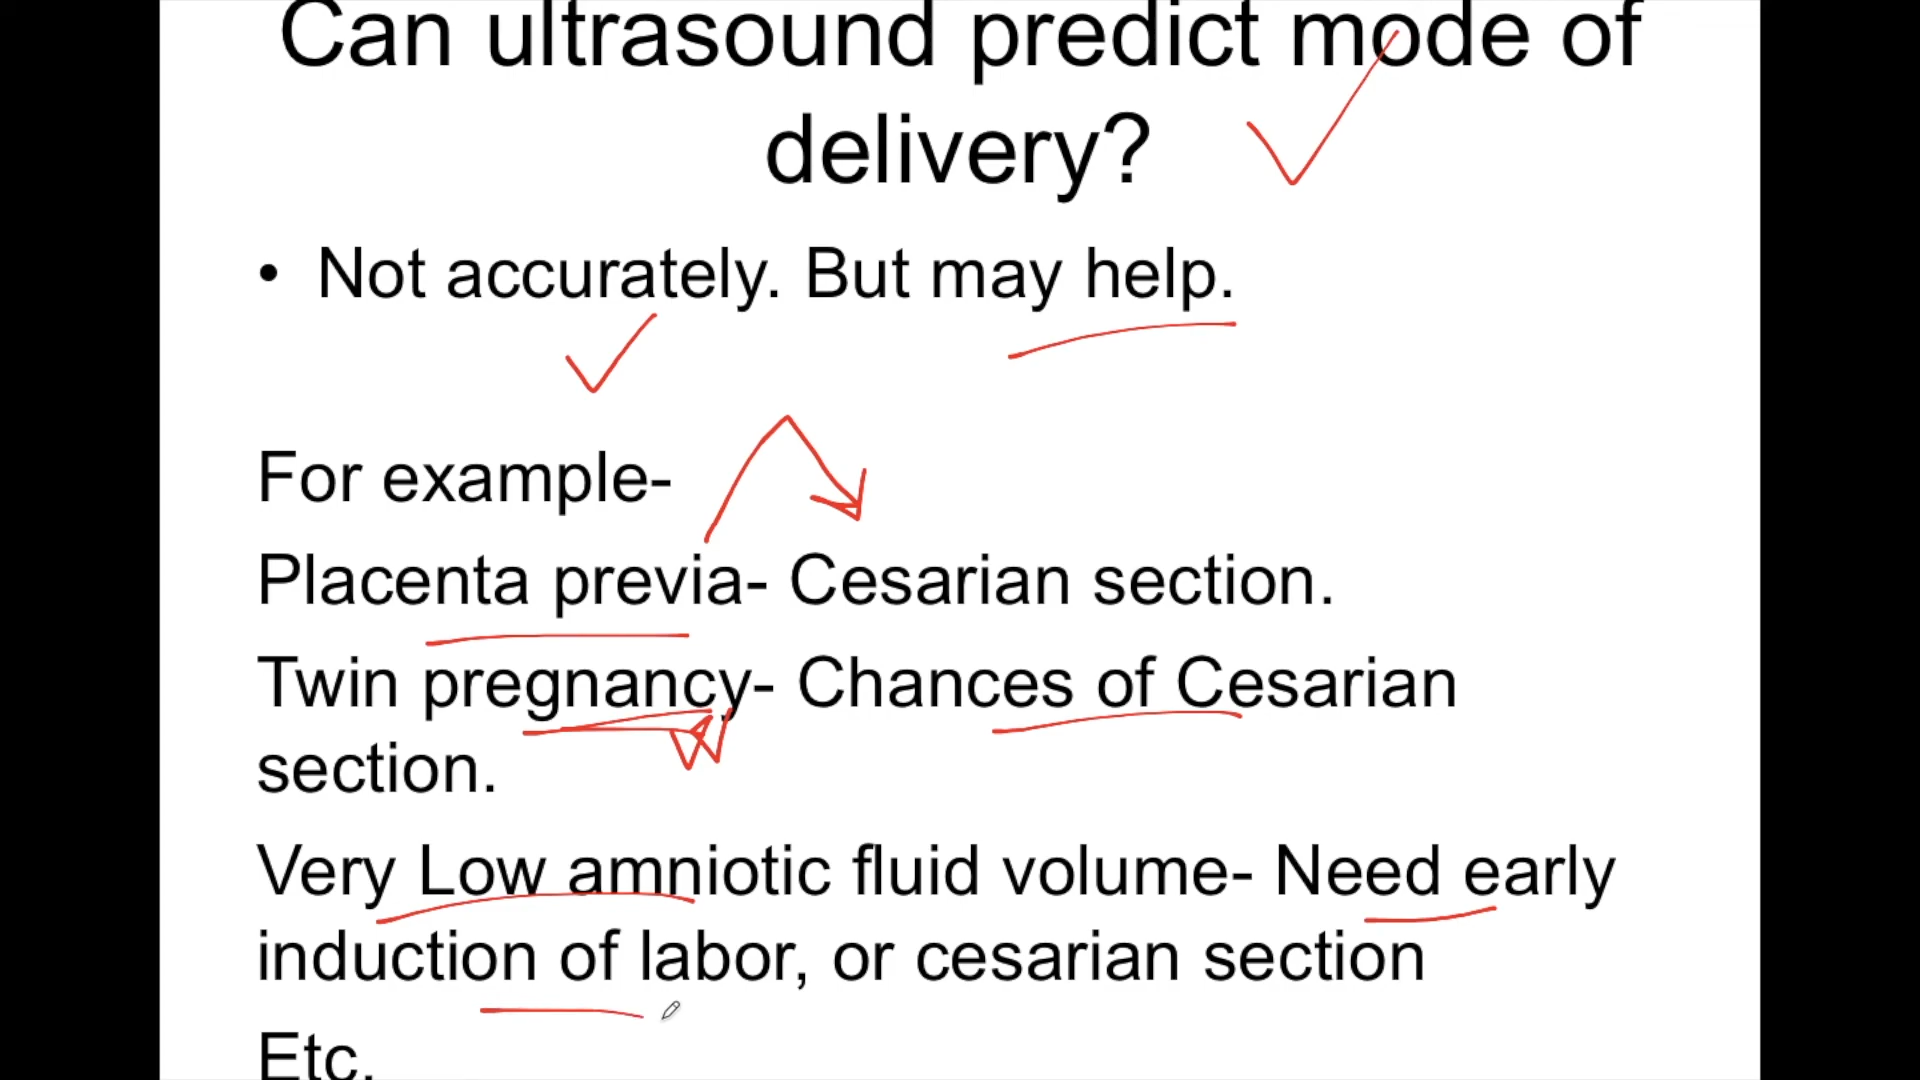 Can ultrasound predict mode of
delivery?
• Not accurately. But may help.
For example-
Placenta previa- Cesarian section.
Twin pregnancy- Chances of Cesarian
section.
Very Low amniotic fluid volume- Need early
induction of labor, or cesarian section
Etc.